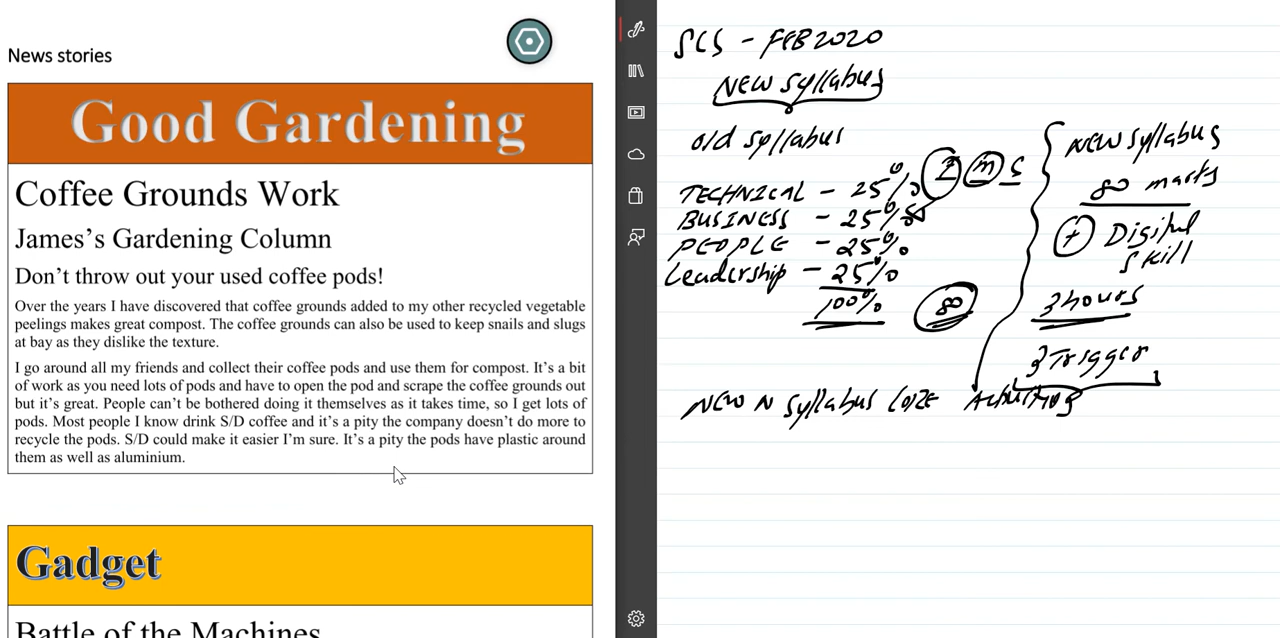 News stories
Good Gardening
Coffee Grounds Work
James's Gardening Column
Don't throw out your used coffee pods!
Over the years I have discovered that coffee grounds added to my other recycled vegetable
peelings makes great compost. The coffee grounds can also be used to keep snails and slugs
at bay as they dislike the texture.
I go around all my friends and collect their coffee pods and use them for compost. It's a bit
of work as you need lots of pods and have to open the pod and scrape the coffee grounds out
but it's great. People can't be bothered doing it themselves as it takes time, so I get lots of
pods. Most people I know drink S/D coffee and it's a pity the company doesn't do more to
recycle the pods. S/D could make it easier I'm sure. It's a pity the pods have plastic around
them as well as aluminium.
Gadget
Battle of the Machines
SCS - FEB 2020
NEW Syllabus
Old Syllabus
TECHNICAL - 25% E m S
BUSINESS - 25%
PEOPLE - 25%
Leadership - 25%
100% 80
NEW Syllabus
80 marks
+ Digital
Skill
3 hours
3 Trigger
NEW Syllabus Core Activities